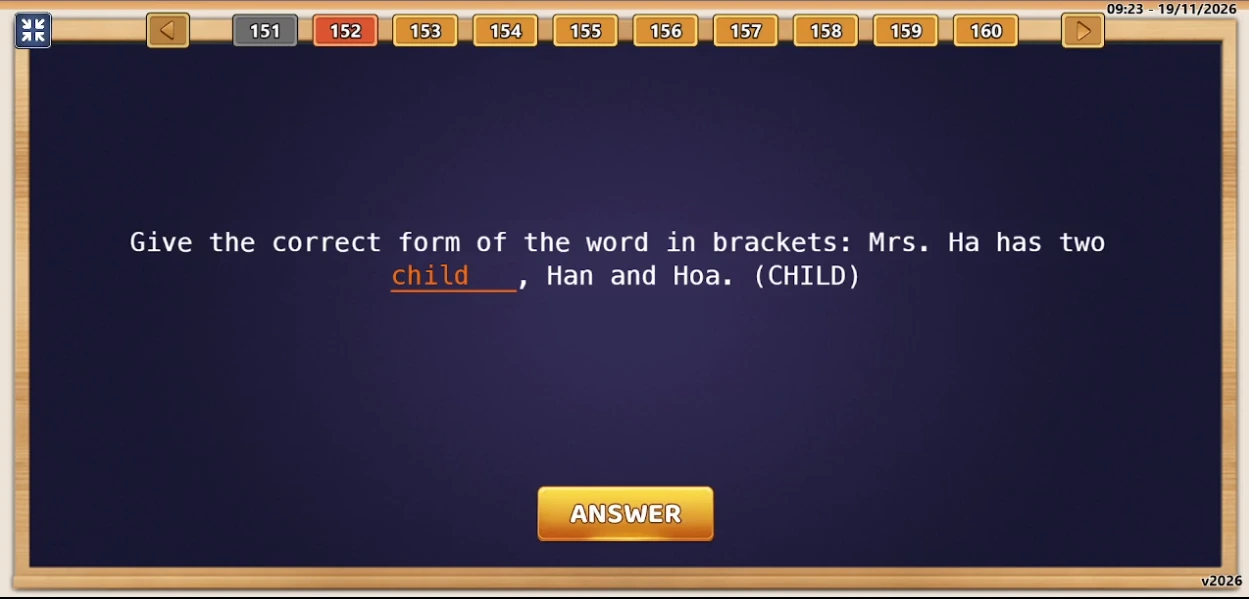 09:23 - 19/11/2026
151 152 153 154 155 156 157 158 159 160
Give the correct form of the word in brackets: Mrs. Ha has two
child___, Han and Hoa. (CHILD)
ANSWER
v2026